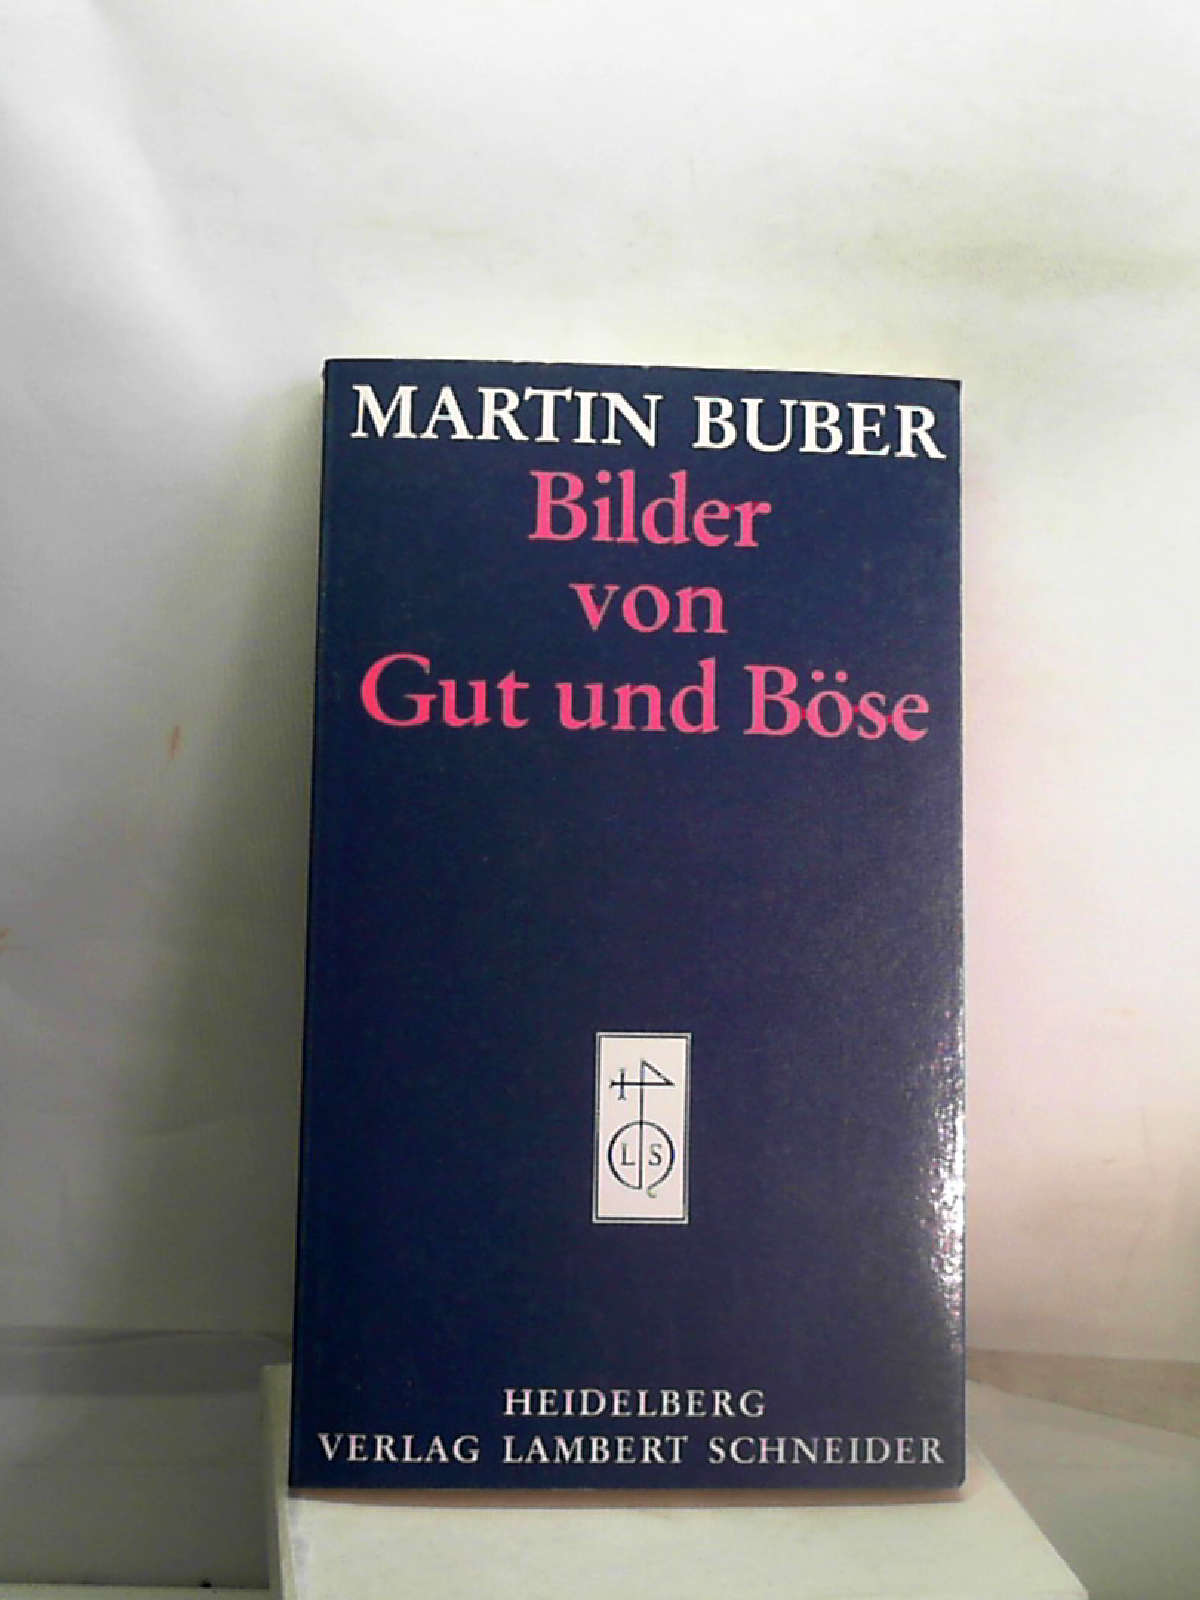 MARTIN BUBER
Bilder
von
Gut und Böse
L S
HEIDELBERG
VERLAG LAMBERT SCHNEIDER